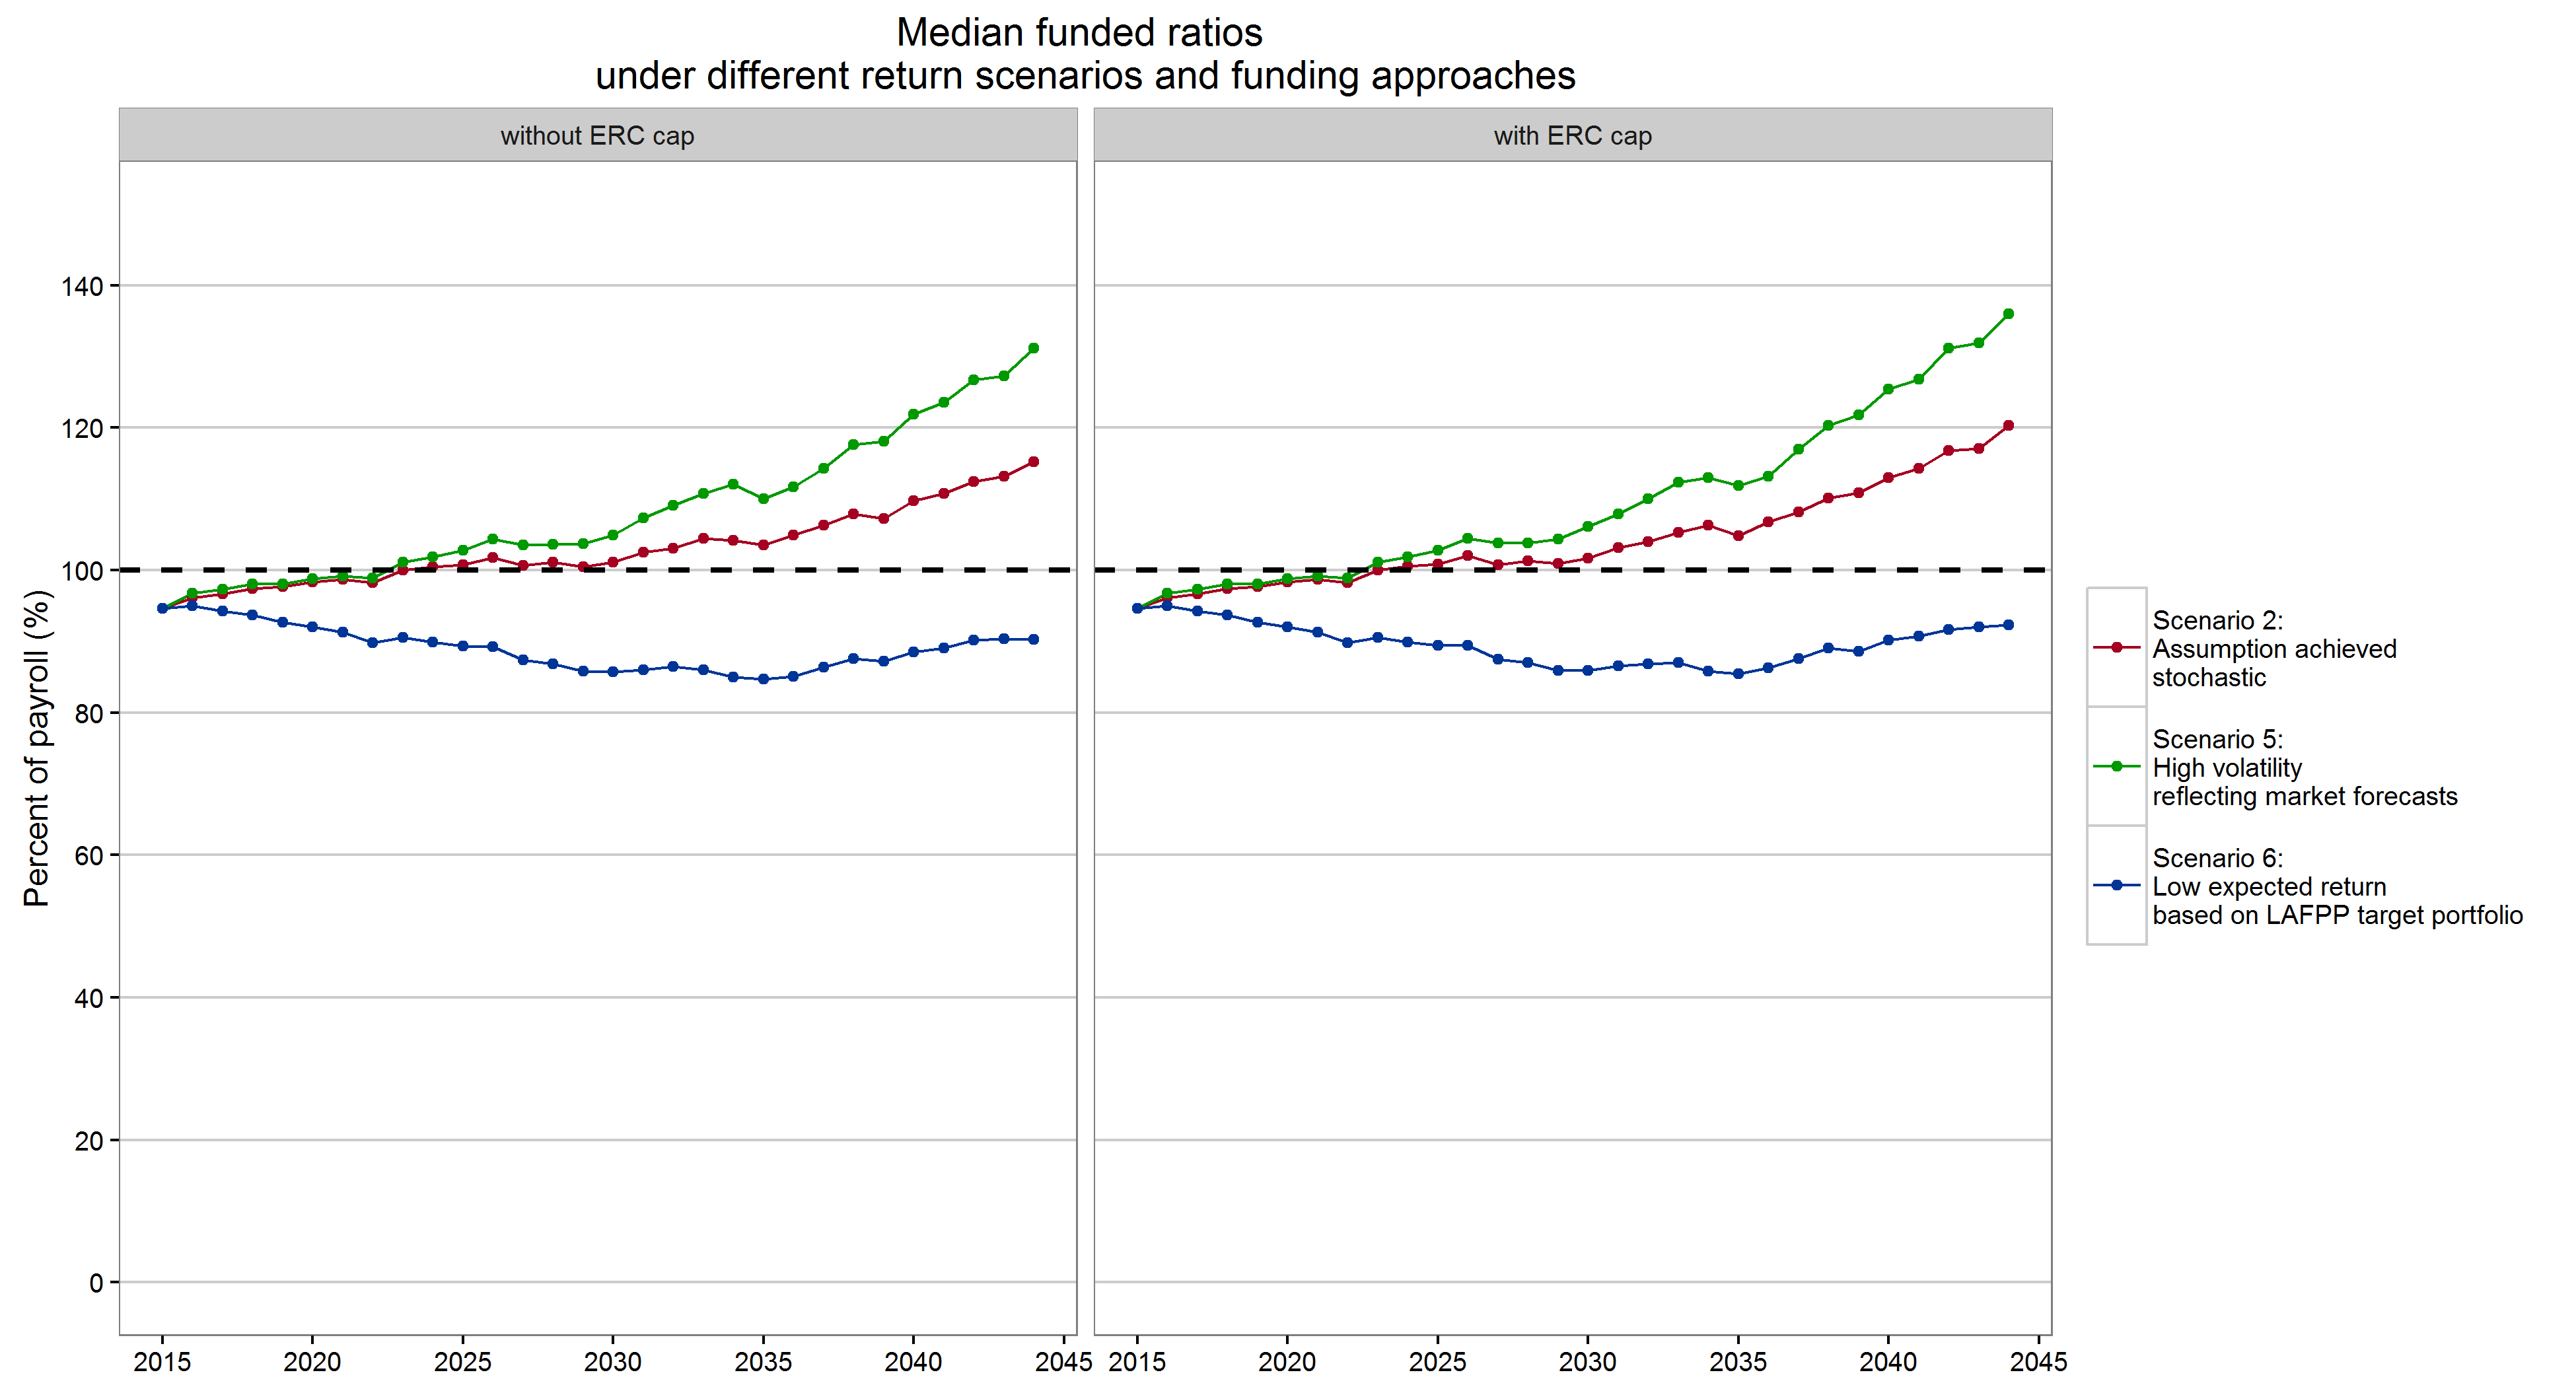 Median funded ratios
under different return scenarios and funding approaches
without ERC cap
with ERC cap
Percent of payroll (%)
140
120
100
80
60
40
20
0
2015 2020 2025 2030 2035 2040 2045
2015 2020 2025 2030 2035 2040 2045
Scenario 2:
Assumption achieved
stochastic
Scenario 5:
High volatility
reflecting market forecasts
Scenario 6:
Low expected return
based on LAFPP target portfolio